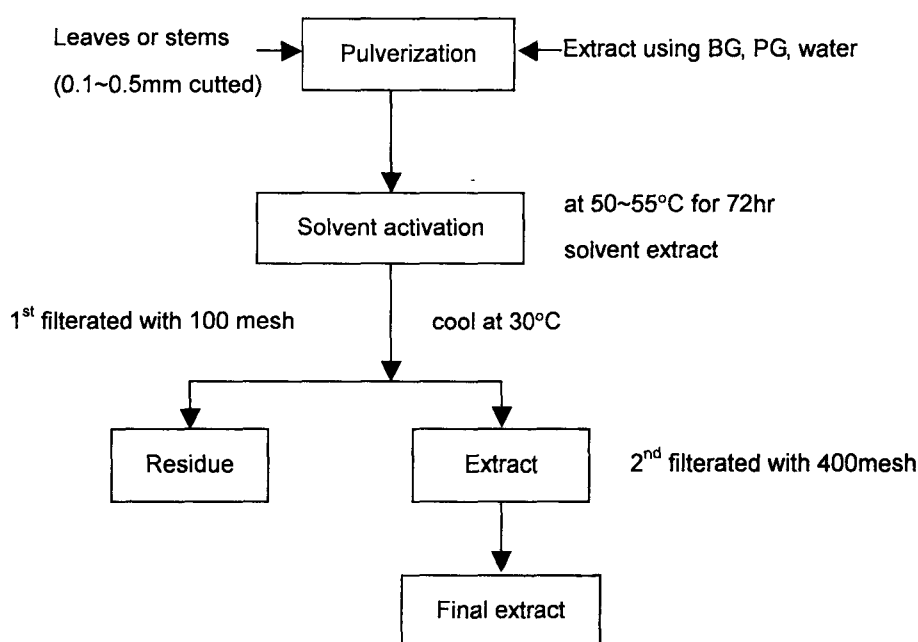 Leaves or stems
(0.1~0.5mm cutted)
Pulverization
Extract using BG, PG, water
Solvent activation
at 50~55°C for 72hr
solvent extract
1st filterated with 100 mesh
cool at 30°C
Residue
Extract
2nd filterated with 400mesh
Final extract